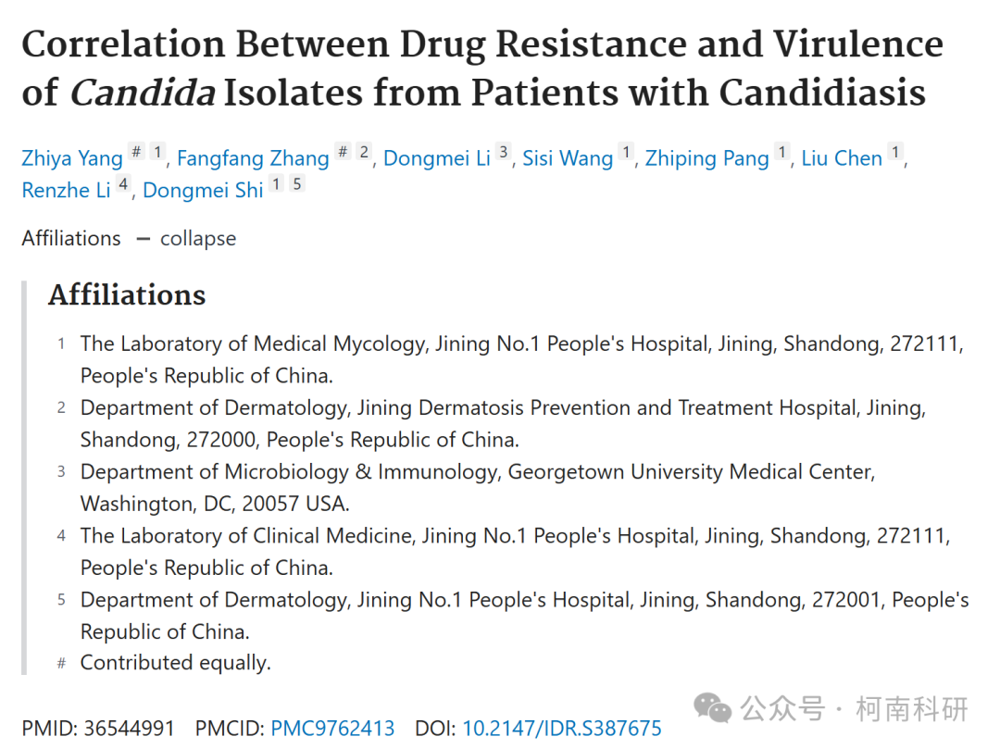 Correlation Between Drug Resistance and Virulence
of Candida Isolates from Patients with Candidiasis
Zhiya Yang # 1, Fangfang Zhang # 2, Dongmei Li 3, Sisi Wang 1, Zhiping Pang 1, Liu Chen 1,
Renzhe Li 4, Dongmei Shi 1 5
Affiliations — collapse
Affiliations
1 The Laboratory of Medical Mycology, Jining No.1 People's Hospital, Jining, Shandong, 272111,
People's Republic of China.
2 Department of Dermatology, Jining Dermatosis Prevention and Treatment Hospital, Jining,
Shandong, 272000, People's Republic of China.
3 Department of Microbiology & Immunology, Georgetown University Medical Center,
Washington, DC, 20057 USA.
4 The Laboratory of Clinical Medicine, Jining No.1 People's Hospital, Jining, Shandong, 272111,
People's Republic of China.
5 Department of Dermatology, Jining No.1 People's Hospital, Jining, Shandong, 272001, People's
Republic of China.
# Contributed equally.
公众号 · 柯南科研
PMID: 36544991 PMCID: PMC9762413 DOI: 10.2147/IDR.S387675